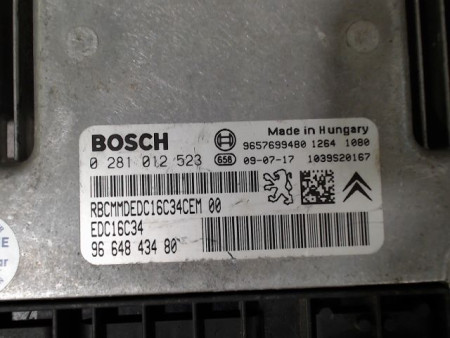 BOSCH
Made in Hungary
9657699480 1264 1080
0 281 012 523 658 09-07-17 1039S20167
RBCMMDEDC16C34CEM 00
EDC16C34
96 648 434 80